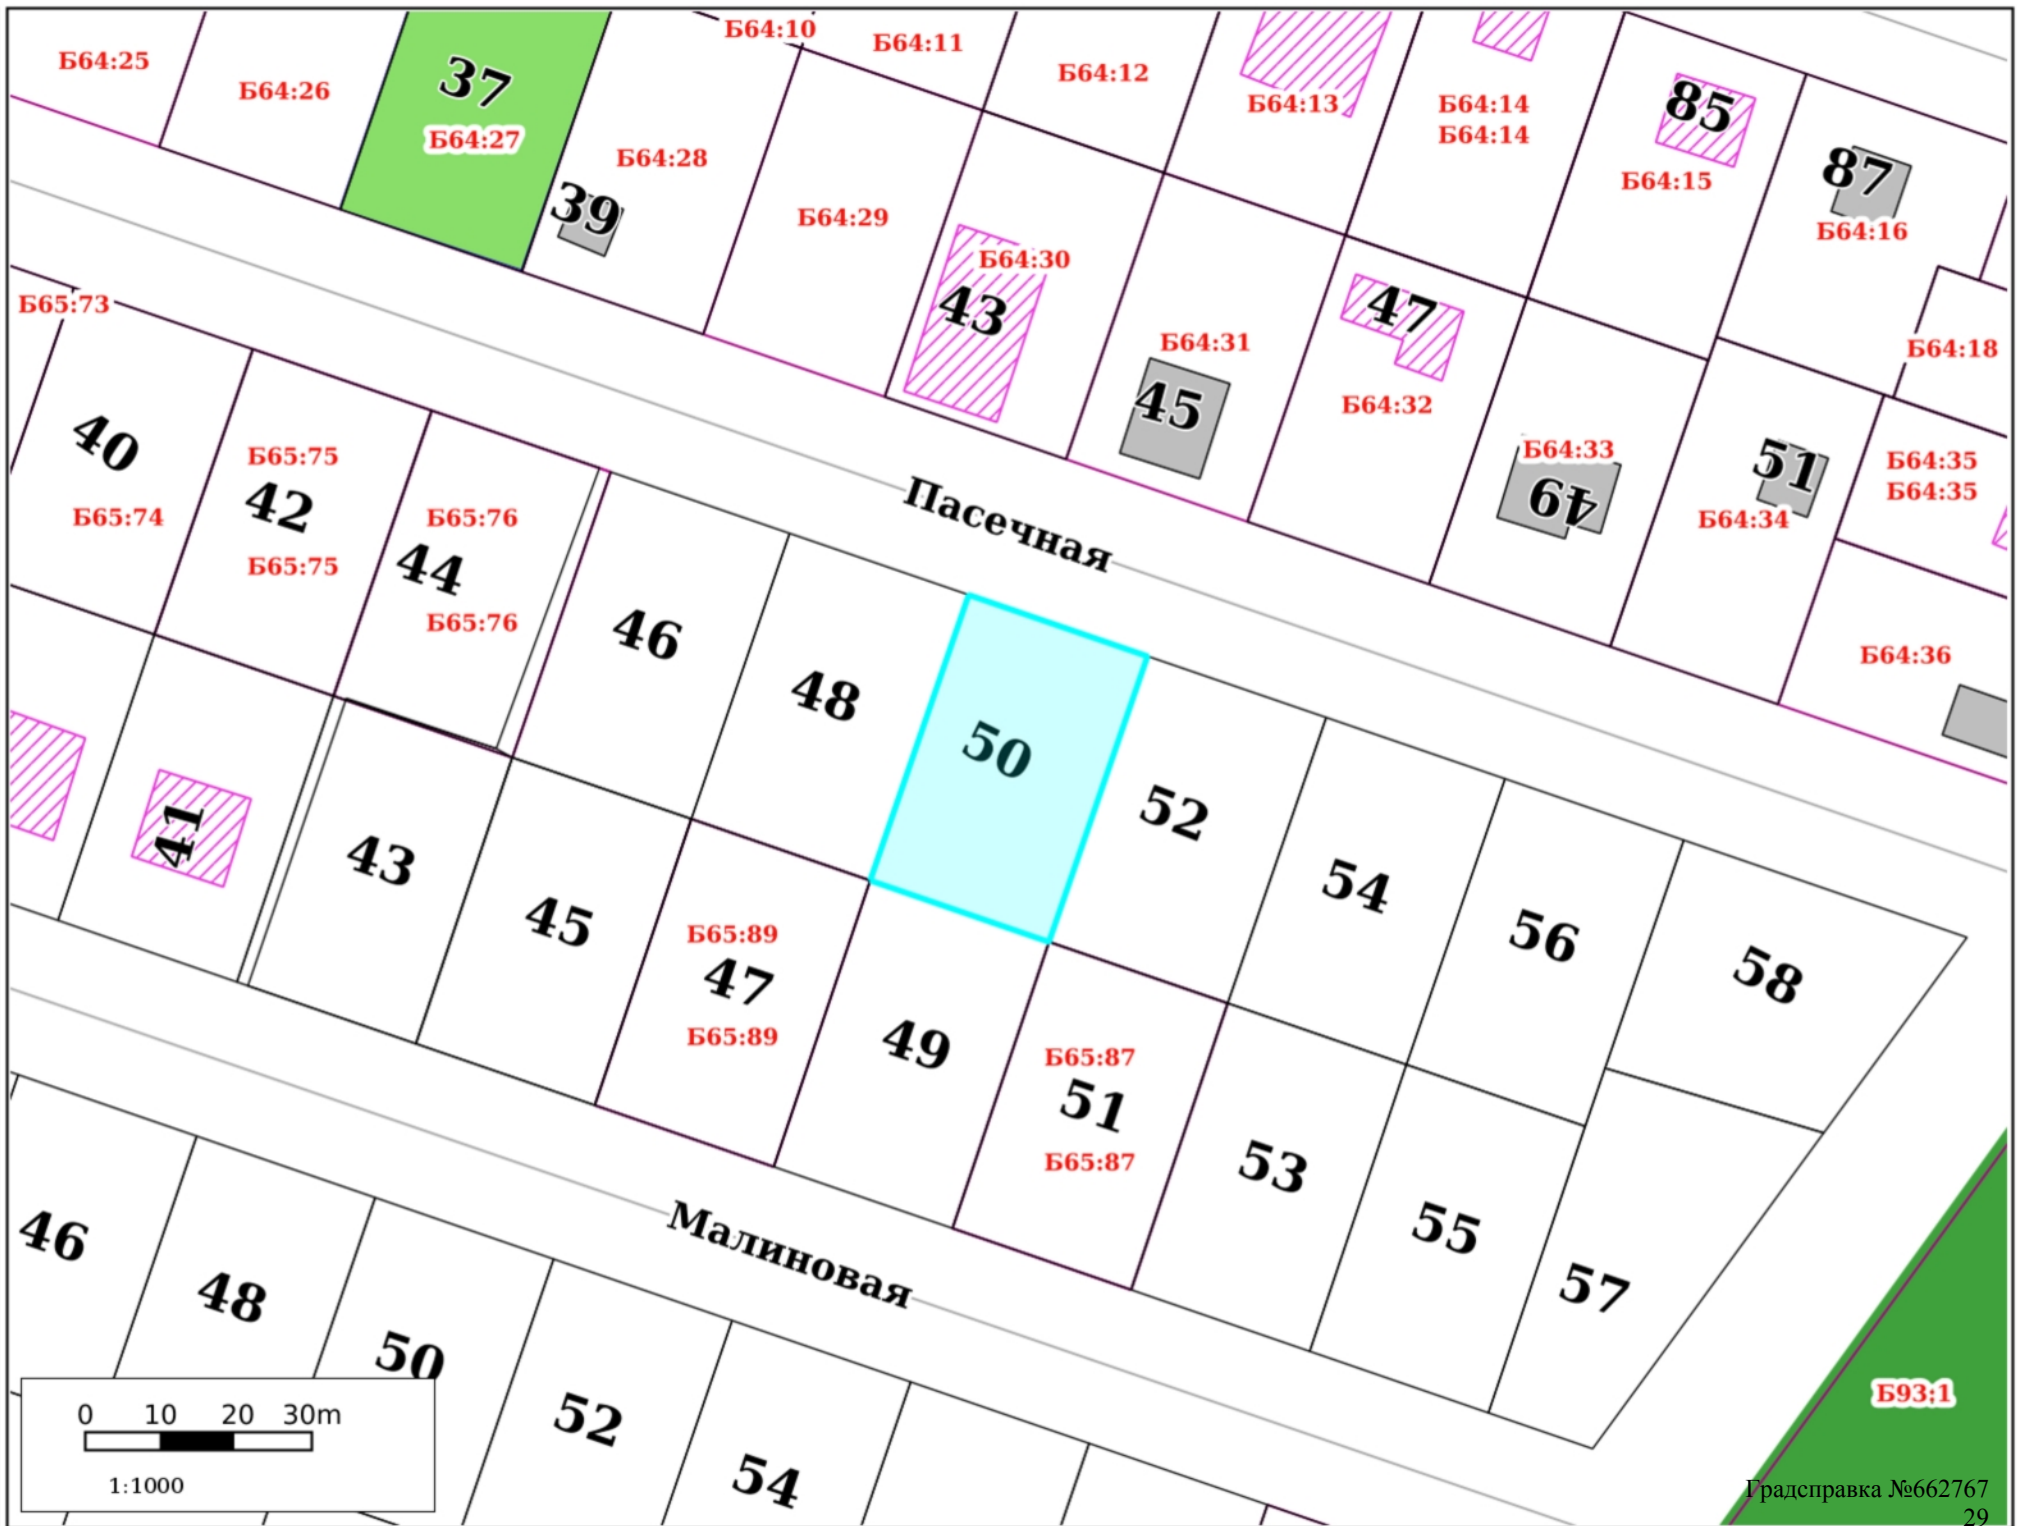 Б64:10
Б64:11
Б64:25
Б64:12
Б64:26
37
Б64:27
Б64:13
Б64:14
Б64:14
85
Б64:28
Б64:15
87
39
Б64:29
Б64:16
Б64:30
43
Б65:73
47
Б64:31
Б64:18
45
Б64:32
40
Б65:75
42
Б65:74
Б65:75
Б64:33
49
51
Б64:34
Б64:35
Б64:35
Б65:76
44
Б65:76
Пасечная
46
Б64:36
48
50
52
41
43
54
45
56
Б65:89
47
Б65:89
58
49
Б65:87
51
Б65:87
53
46
Малиновая
55
48
57
50
52
54
Б93:1
0 10 20 30m
1:1000
Градсправка №662767
29